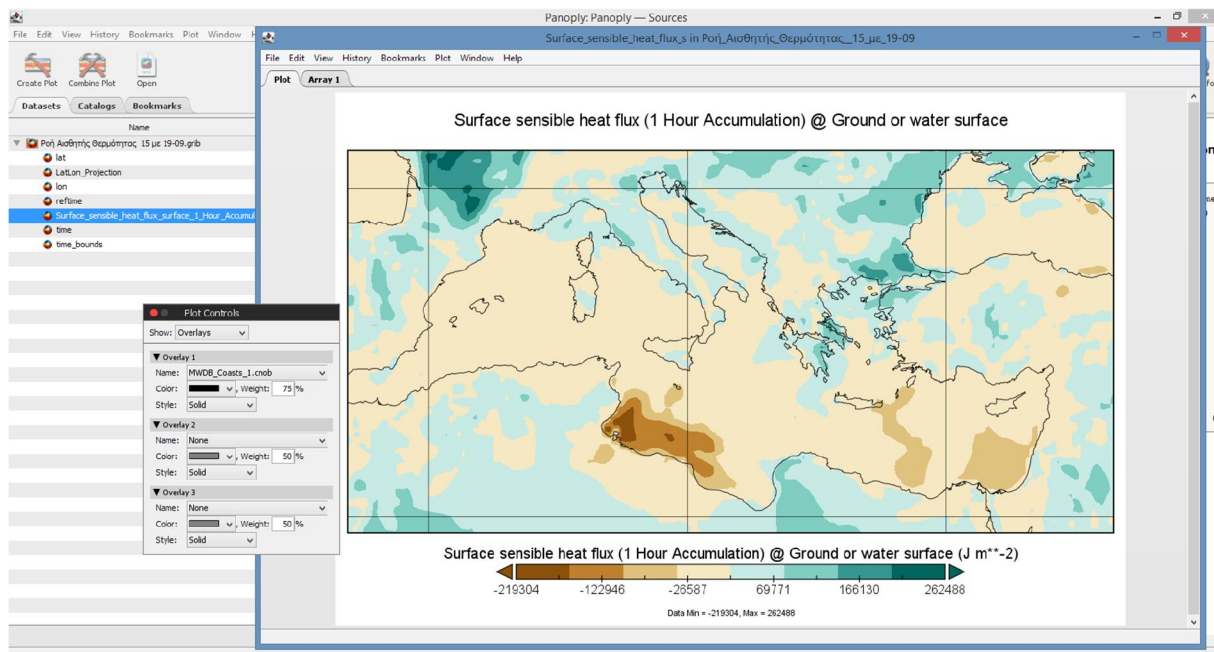 Panoply: Panoply — Sources
File Edit View History Bookmarks Plot Window
Create Plot Combine Plot Open
Datasets Catalogs Bookmarks
Name
Ροή Αισθητής Θερμότητας 15 με 19-09.grib
lat
LatLon_Projection
lon
reftime
Surface_sensible_heat_flux_surface_1_Hour_Accumul
time
time_bounds
Surface_sensible_heat_flux_s in Ροή_Αισθητής_Θερμότητας__15_με_19-09
File Edit View History Bookmarks Plot Window Help
Plot Array 1
Surface sensible heat flux (1 Hour Accumulation) @ Ground or water surface
Surface sensible heat flux (1 Hour Accumulation) @ Ground or water surface (J m**-2)
-219304 -122946 -26587 69771 166130 262488
Data Min = -219304, Max = 262488
Plot Controls
Show: Overlays
Overlay 1
Name: MWDB_Coasts_1.cnob
Color: , Weight: 75 %
Style: Solid
Overlay 2
Name: None
Color: , Weight: 50 %
Style: Solid
Overlay 3
Name: None
Color: , Weight: 50 %
Style: Solid